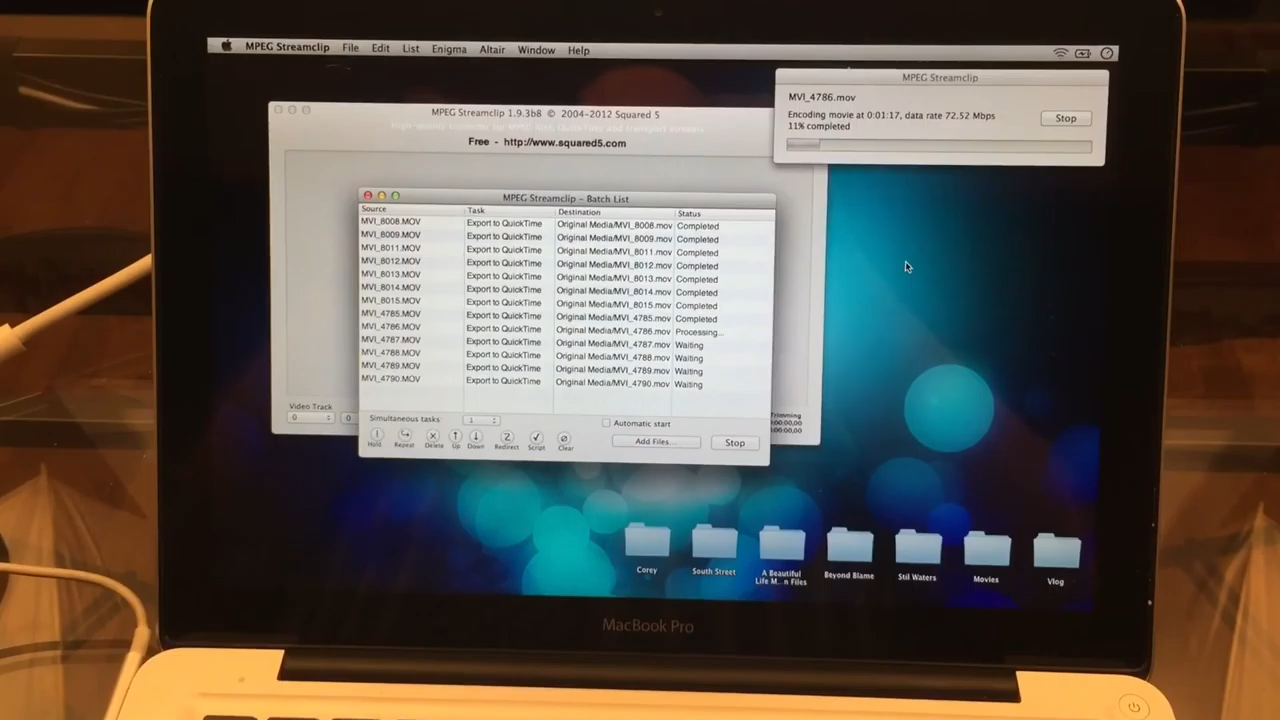 MPEG Streamclip File Edit List Enigma Altair Window Help
MPEG Streamclip
MVI_4786.mov
Encoding movie at 0:01:17, data rate 72.52 Mbps
11% completed
Stop
MPEG Streamclip 1.9.3b8 © 2004-2012 Squared 5
Free - http://www.squared5.com
MPEG Streamclip - Batch List
Source Task Destination Status
MVI_8008.MOV Export to QuickTime Original Media/MVI_8008.mov Completed
MVI_8009.MOV Export to QuickTime Original Media/MVI_8009.mov Completed
MVI_8011.MOV Export to QuickTime Original Media/MVI_8011.mov Completed
MVI_8012.MOV Export to QuickTime Original Media/MVI_8012.mov Completed
MVI_8013.MOV Export to QuickTime Original Media/MVI_8013.mov Completed
MVI_8014.MOV Export to QuickTime Original Media/MVI_8014.mov Completed
MVI_8015.MOV Export to QuickTime Original Media/MVI_8015.mov Completed
MVI_4785.MOV Export to QuickTime Original Media/MVI_4785.mov Completed
MVI_4786.MOV Export to QuickTime Original Media/MVI_4786.mov Processing...
MVI_4787.MOV Export to QuickTime Original Media/MVI_4787.mov Waiting
MVI_4788.MOV Export to QuickTime Original Media/MVI_4788.mov Waiting
MVI_4789.MOV Export to QuickTime Original Media/MVI_4789.mov Waiting
MVI_4790.MOV Export to QuickTime Original Media/MVI_4790.mov Waiting
Video Track
0 0
Trimming
Simultaneous tasks 1 Automatic start
Hold Repeat Delete Up Down Redirect Script Clear Add Files... Stop
Corey South Street A Beautiful Life M...n Files Beyond Blame Stil Waters Movies Vlog
MacBook Pro